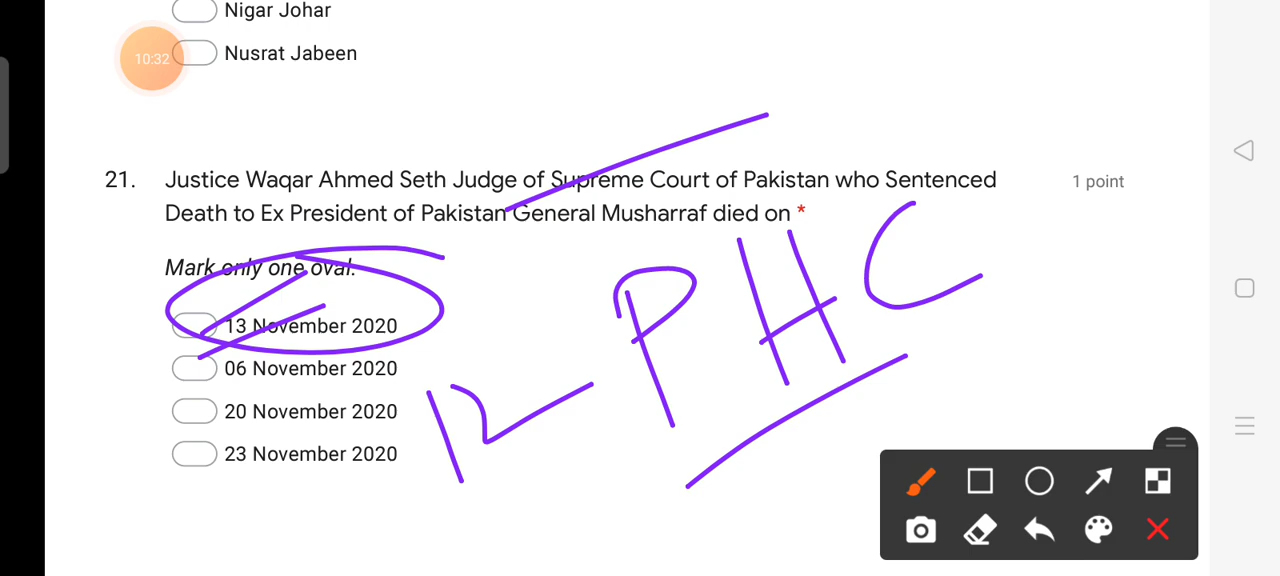 Nigar Johar
10:32
Nusrat Jabeen
21. Justice Waqar Ahmed Seth Judge of Supreme Court of Pakistan who Sentenced
1 point
Death to Ex President of Pakistan General Musharraf died on *
Mark only one oval.
13 November 2020
06 November 2020
20 November 2020
23 November 2020
12 PHC